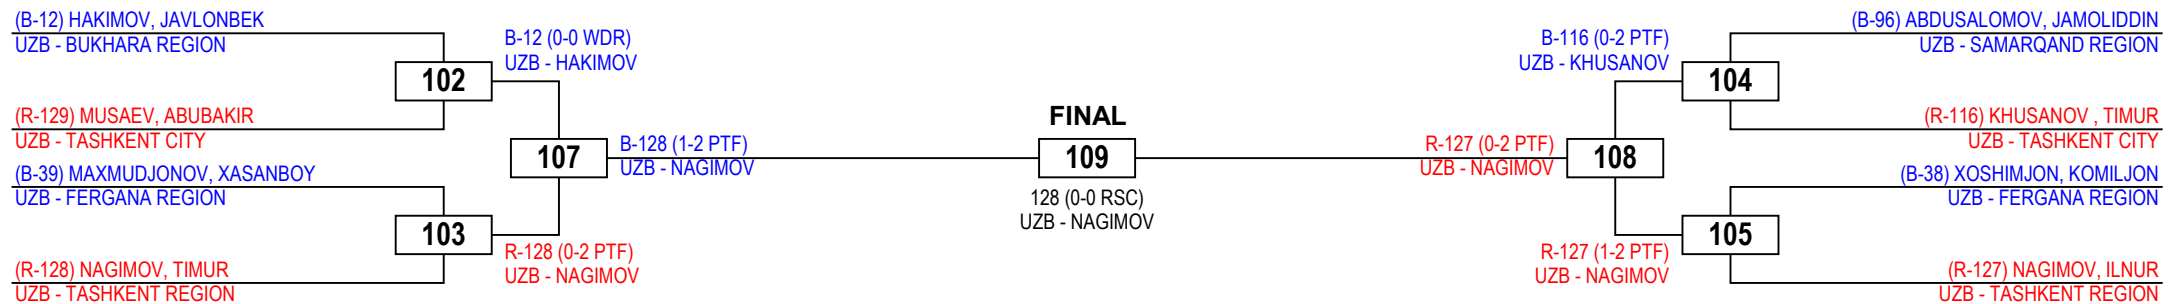 (B-12) HAKIMOV, JAVLONBEK
UZB - BUKHARA REGION
B-12 (0-0 WDR)
UZB - HAKIMOV
102
(R-129) MUSAEV, ABUBAKIR
UZB - TASHKENT CITY
107
B-128 (1-2 PTF)
UZB - NAGIMOV
(B-39) MAXMUDJONOV, XASANBOY
UZB - FERGANA REGION
103
R-128 (0-2 PTF)
UZB - NAGIMOV
(R-128) NAGIMOV, TIMUR
UZB - TASHKENT REGION
FINAL
109
128 (0-0 RSC)
UZB - NAGIMOV
(B-96) ABDUSALOMOV, JAMOLIDDIN
UZB - SAMARQAND REGION
B-116 (0-2 PTF)
UZB - KHUSANOV
104
(R-116) KHUSANOV , TIMUR
UZB - TASHKENT CITY
R-127 (0-2 PTF)
UZB - NAGIMOV
108
(B-38) XOSHIMJON, KOMILJON
UZB - FERGANA REGION
105
R-127 (1-2 PTF)
UZB - NAGIMOV
(R-127) NAGIMOV, ILNUR
UZB - TASHKENT REGION